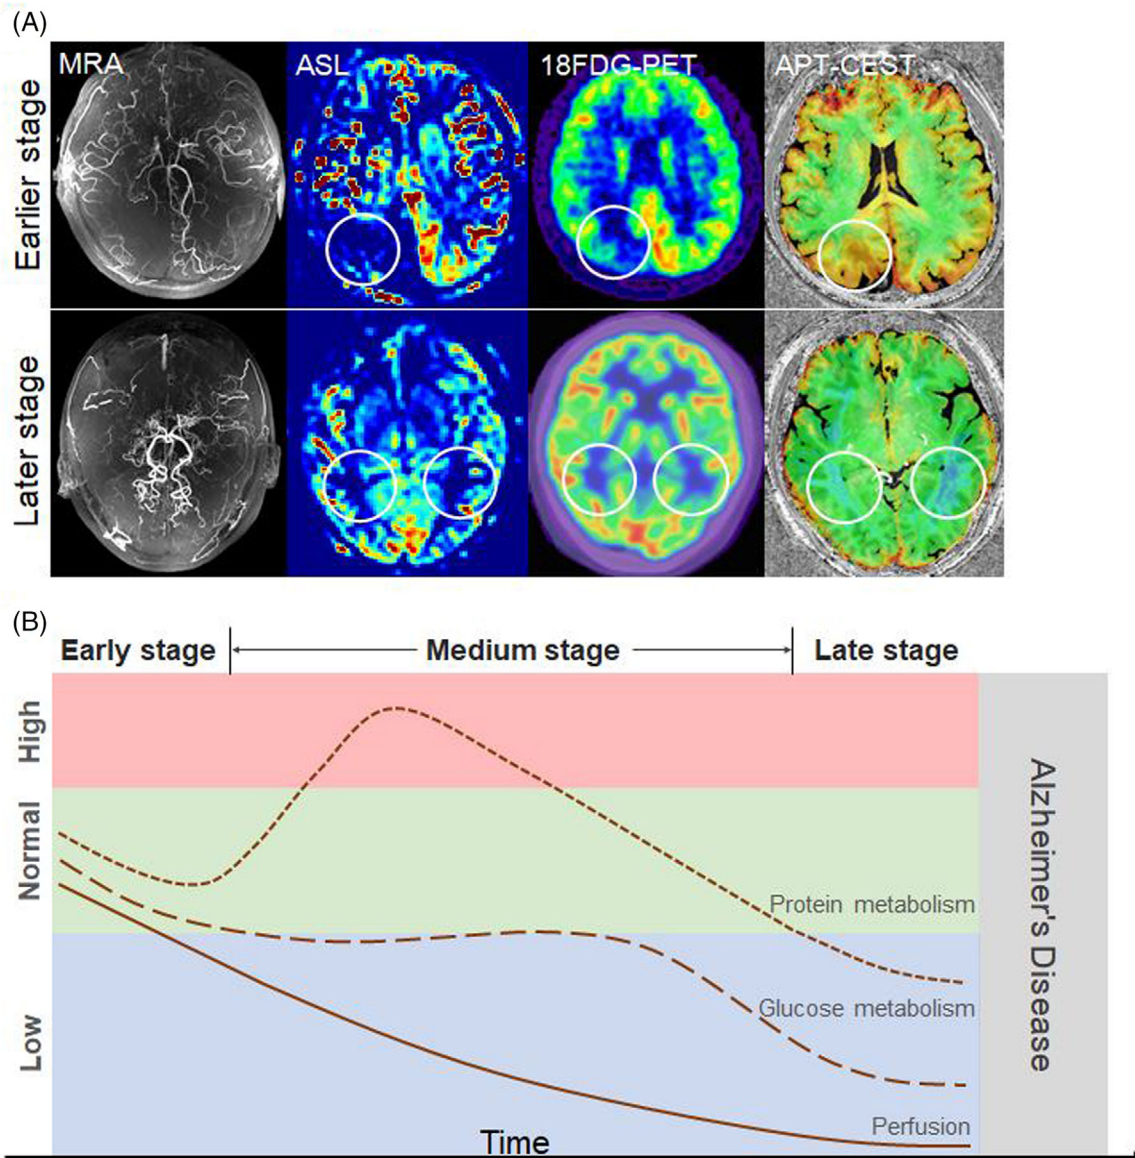 (A)
MRA
ASL
18FDG-PET
APT-CEST
Earlier stage
Later stage
(B)
Early stage
Medium stage
Late stage
High
Normal
Low
Protein metabolism
Glucose metabolism
Perfusion
Time
Alzheimer's Disease